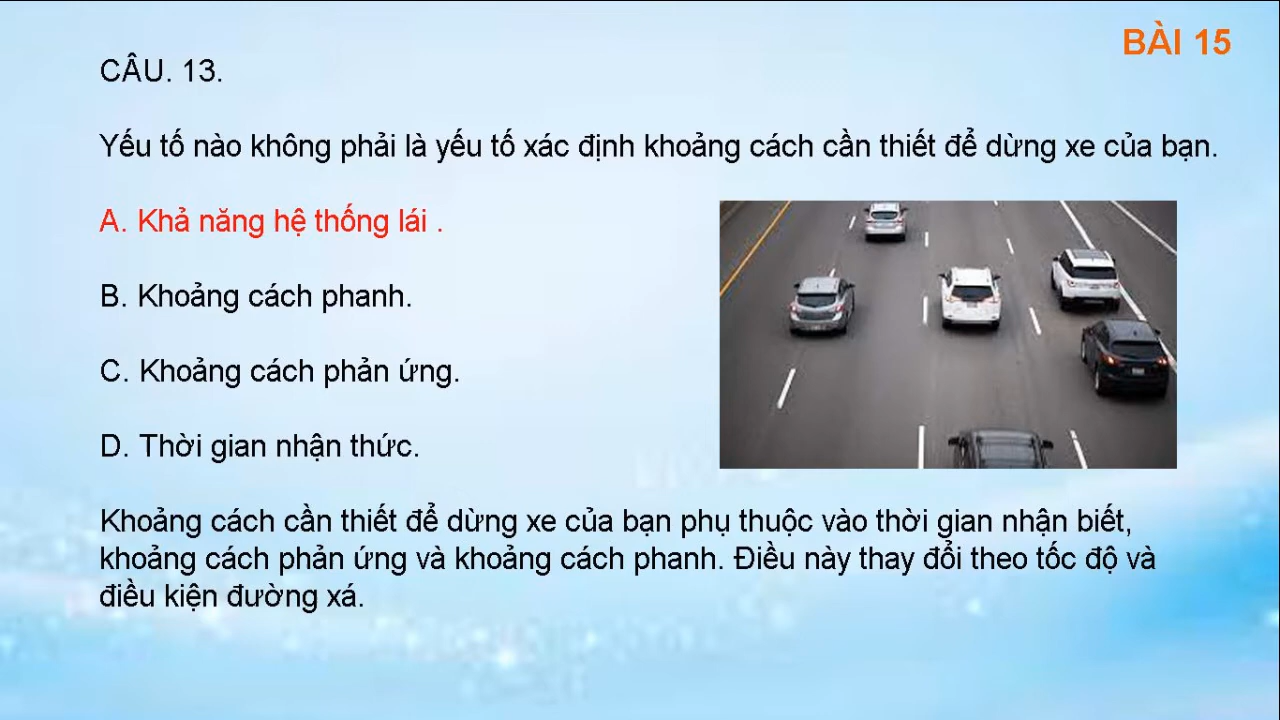 BÀI 15
CÂU. 13.
Yếu tố nào không phải là yếu tố xác định khoảng cách cần thiết để dừng xe của bạn.
A. Khả năng hệ thống lái .
B. Khoảng cách phanh.
C. Khoảng cách phản ứng.
D. Thời gian nhận thức.
Khoảng cách cần thiết để dừng xe của bạn phụ thuộc vào thời gian nhận biết,
khoảng cách phản ứng và khoảng cách phanh. Điều này thay đổi theo tốc độ và
điều kiện đường xá.